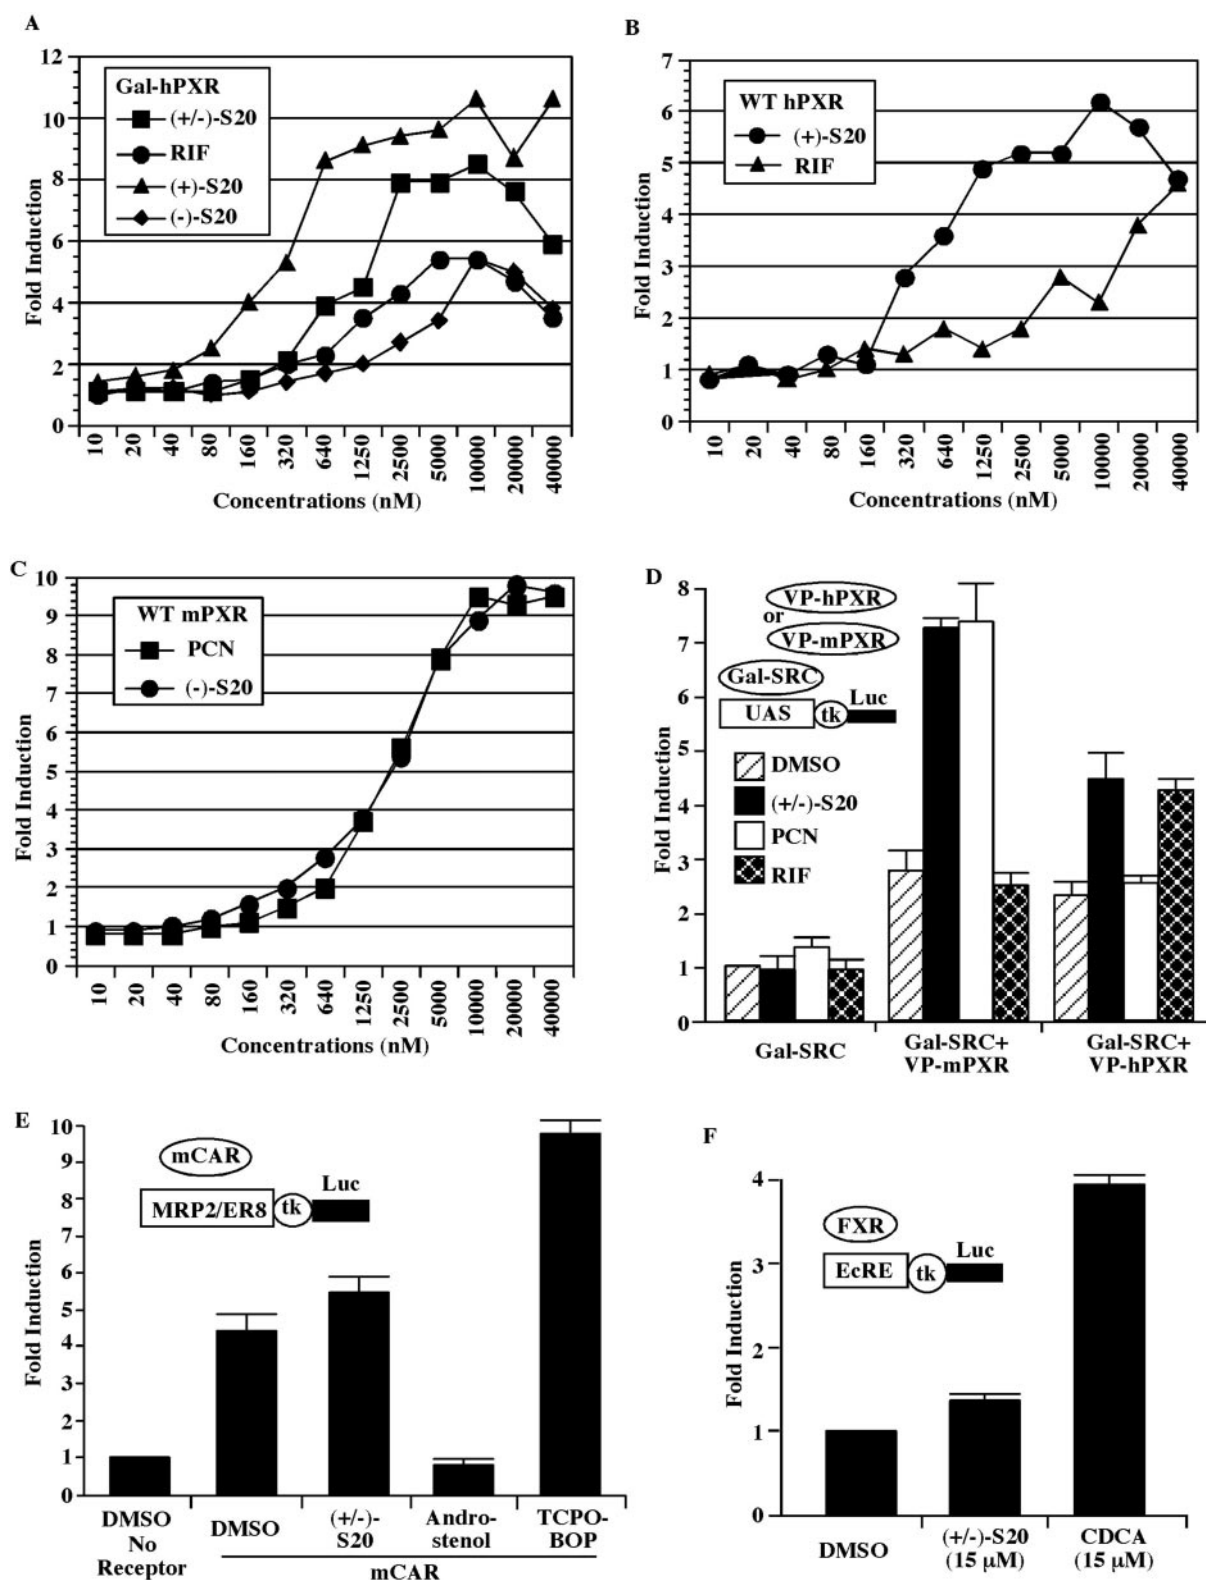 A
12
10
8
6
4
2
0
Fold Induction
Gal-hPXR
(+/-)-S20
RIF
(+)-S20
(-)-S20
10
20
40
80
160
320
640
1250
2500
5000
10000
20000
40000
Concentrations (nM)
B
7
6
5
4
3
2
1
0
Fold Induction
WT hPXR
(+)-S20
RIF
10
20
40
80
160
320
640
1250
2500
5000
10000
20000
40000
Concentrations (nM)
C
10
9
8
7
6
5
4
3
2
1
0
Fold Induction
WT mPXR
PCN
(-)-S20
10
20
40
80
160
320
640
1250
2500
5000
10000
20000
40000
Concentrations (nM)
D
8
7
6
5
4
3
2
1
0
Fold Induction
VP-hPXR
or
VP-mPXR
Gal-SRC
Luc
UAS
tk
DMSO
(+/-)-S20
PCN
RIF
Gal-SRC
Gal-SRC+
VP-mPXR
Gal-SRC+
VP-hPXR
E
10
9
8
7
6
5
4
3
2
1
0
Fold Induction
mCAR
Luc
MRP2/ER8
tk
DMSO
No
Receptor
DMSO
(+/-)-
S20
Andro-
stenol
TCPO-
BOP
mCAR
F
4
3
2
1
0
Fold Induction
FXR
Luc
EcRE
tk
DMSO
(+/-)-S20
(15 μM)
CDCA
(15 μM)